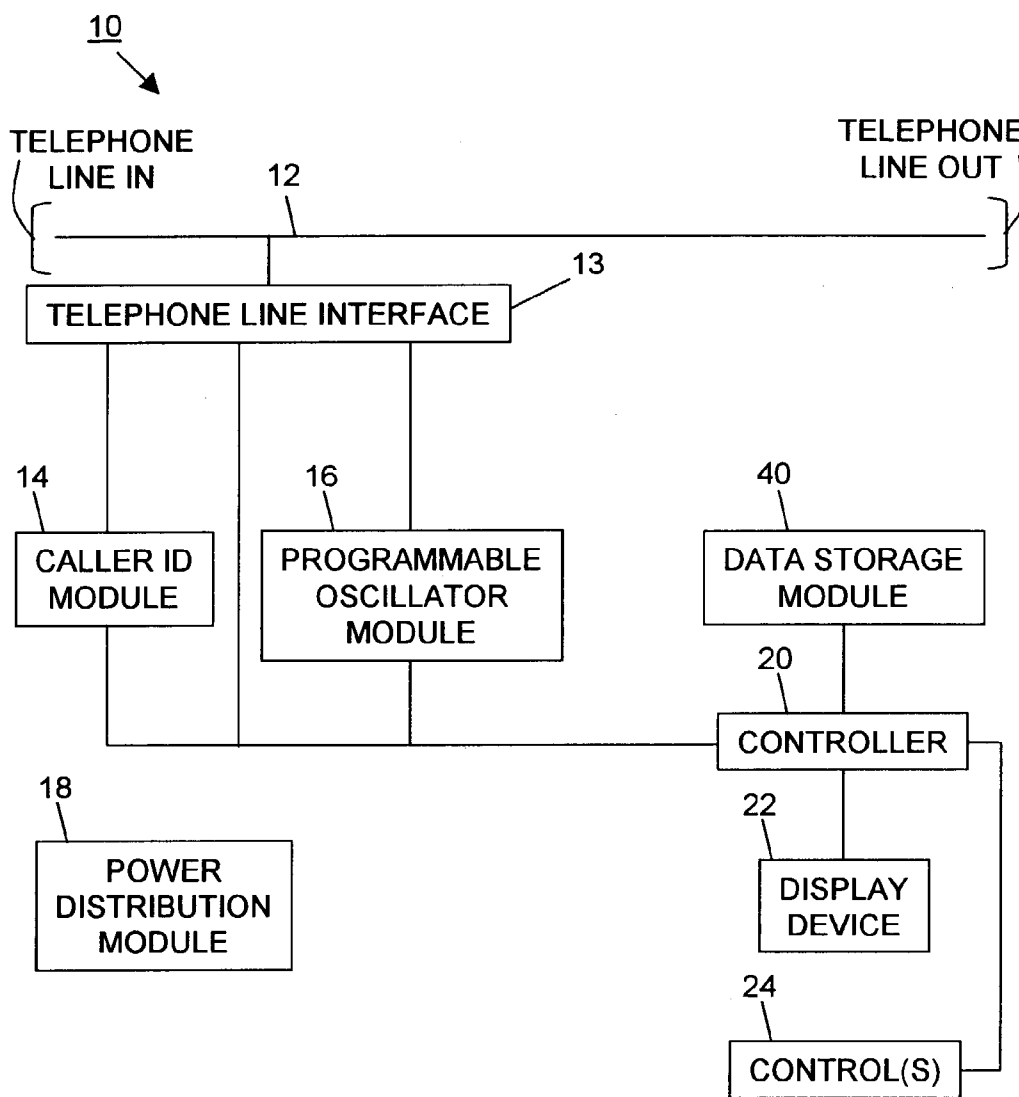 10
TELEPHONE
LINE IN
TELEPHONE
LINE OUT
12
13
TELEPHONE LINE INTERFACE
14
16
40
CALLER ID
MODULE
PROGRAMMABLE
OSCILLATOR
MODULE
DATA STORAGE
MODULE
20
CONTROLLER
18
22
POWER
DISTRIBUTION
MODULE
DISPLAY
DEVICE
24
CONTROL(S)